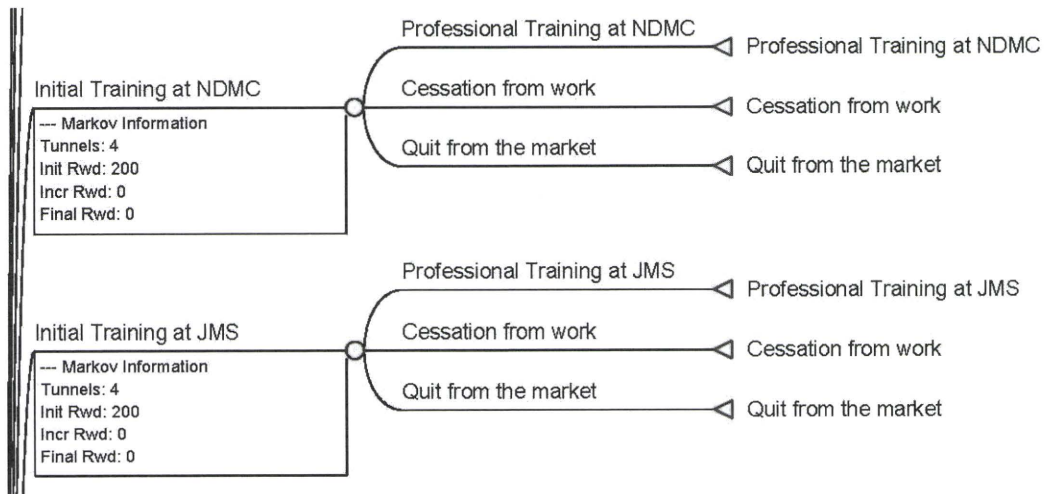 Professional Training at NDMC
Professional Training at NDMC
Initial Training at NDMC
Cessation from work
Cessation from work
--- Markov Information
Tunnels: 4
Init Rwd: 200
Incr Rwd: 0
Final Rwd: 0
Quit from the market
Quit from the market
Professional Training at JMS
Professional Training at JMS
Initial Training at JMS
Cessation from work
Cessation from work
--- Markov Information
Tunnels: 4
Init Rwd: 200
Incr Rwd: 0
Final Rwd: 0
Quit from the market
Quit from the market